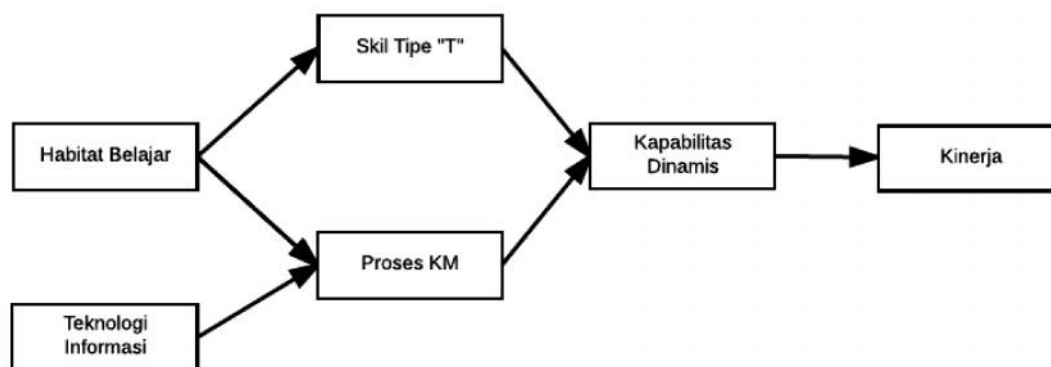 Skil Tipe "T"
Habitat Belajar
Kapabilitas
Dinamis
Kinerja
Proses KM
Teknologi
Informasi